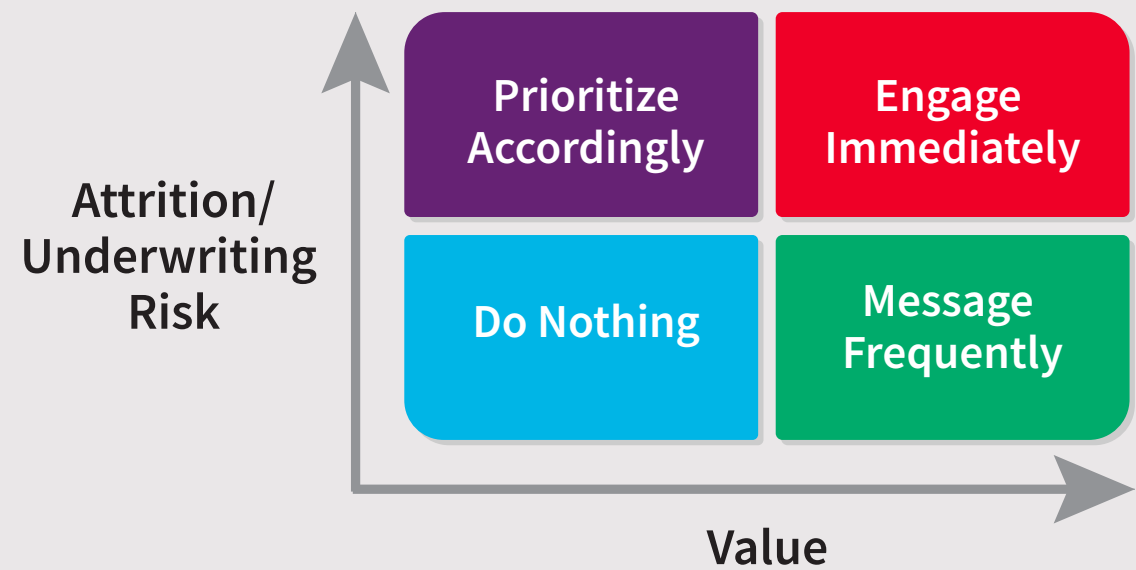 Prioritize
Accordingly
Engage
Immediately
Attrition/
Underwriting
Risk
Do Nothing
Message
Frequently
Value